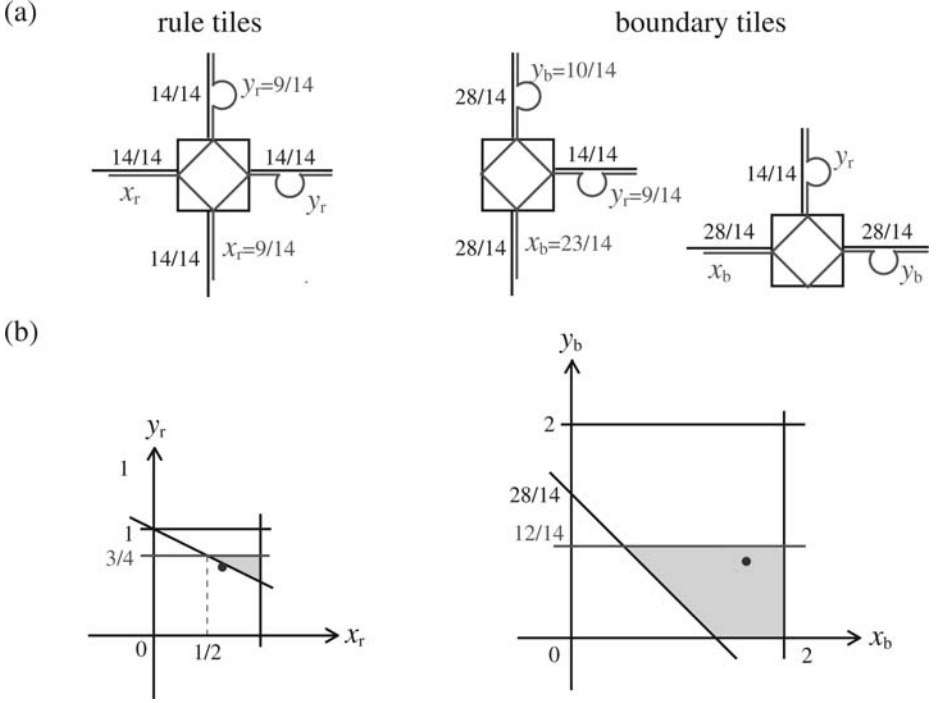 (a)
rule tiles
boundary tiles
14/14
yr=9/14
14/14
14/14
xr
yr
14/14
xr=9/14
yb=10/14
28/14
14/14
yr=9/14
28/14
xb=23/14
yr
14/14
28/14
28/14
xb
yb
(b)
yr
1
1
3/4
0
1/2
xr
yb
2
28/14
12/14
0
2
xb